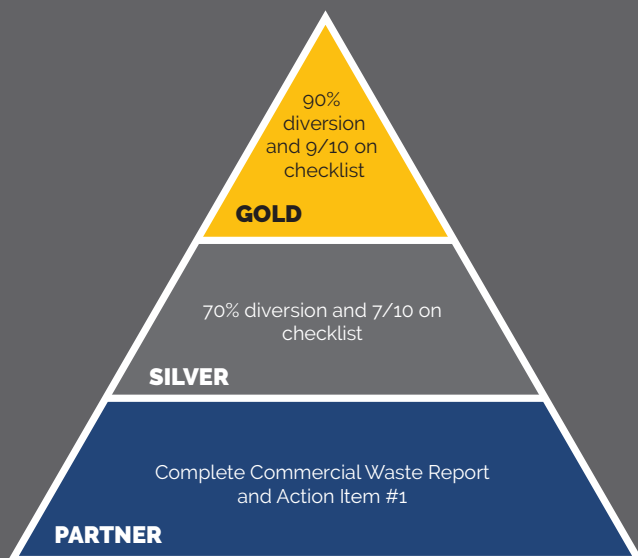 90%
diversion
and 9/10 on
checklist
GOLD
70% diversion and 7/10 on
checklist
SILVER
Complete Commercial Waste Report
and Action Item #1
PARTNER